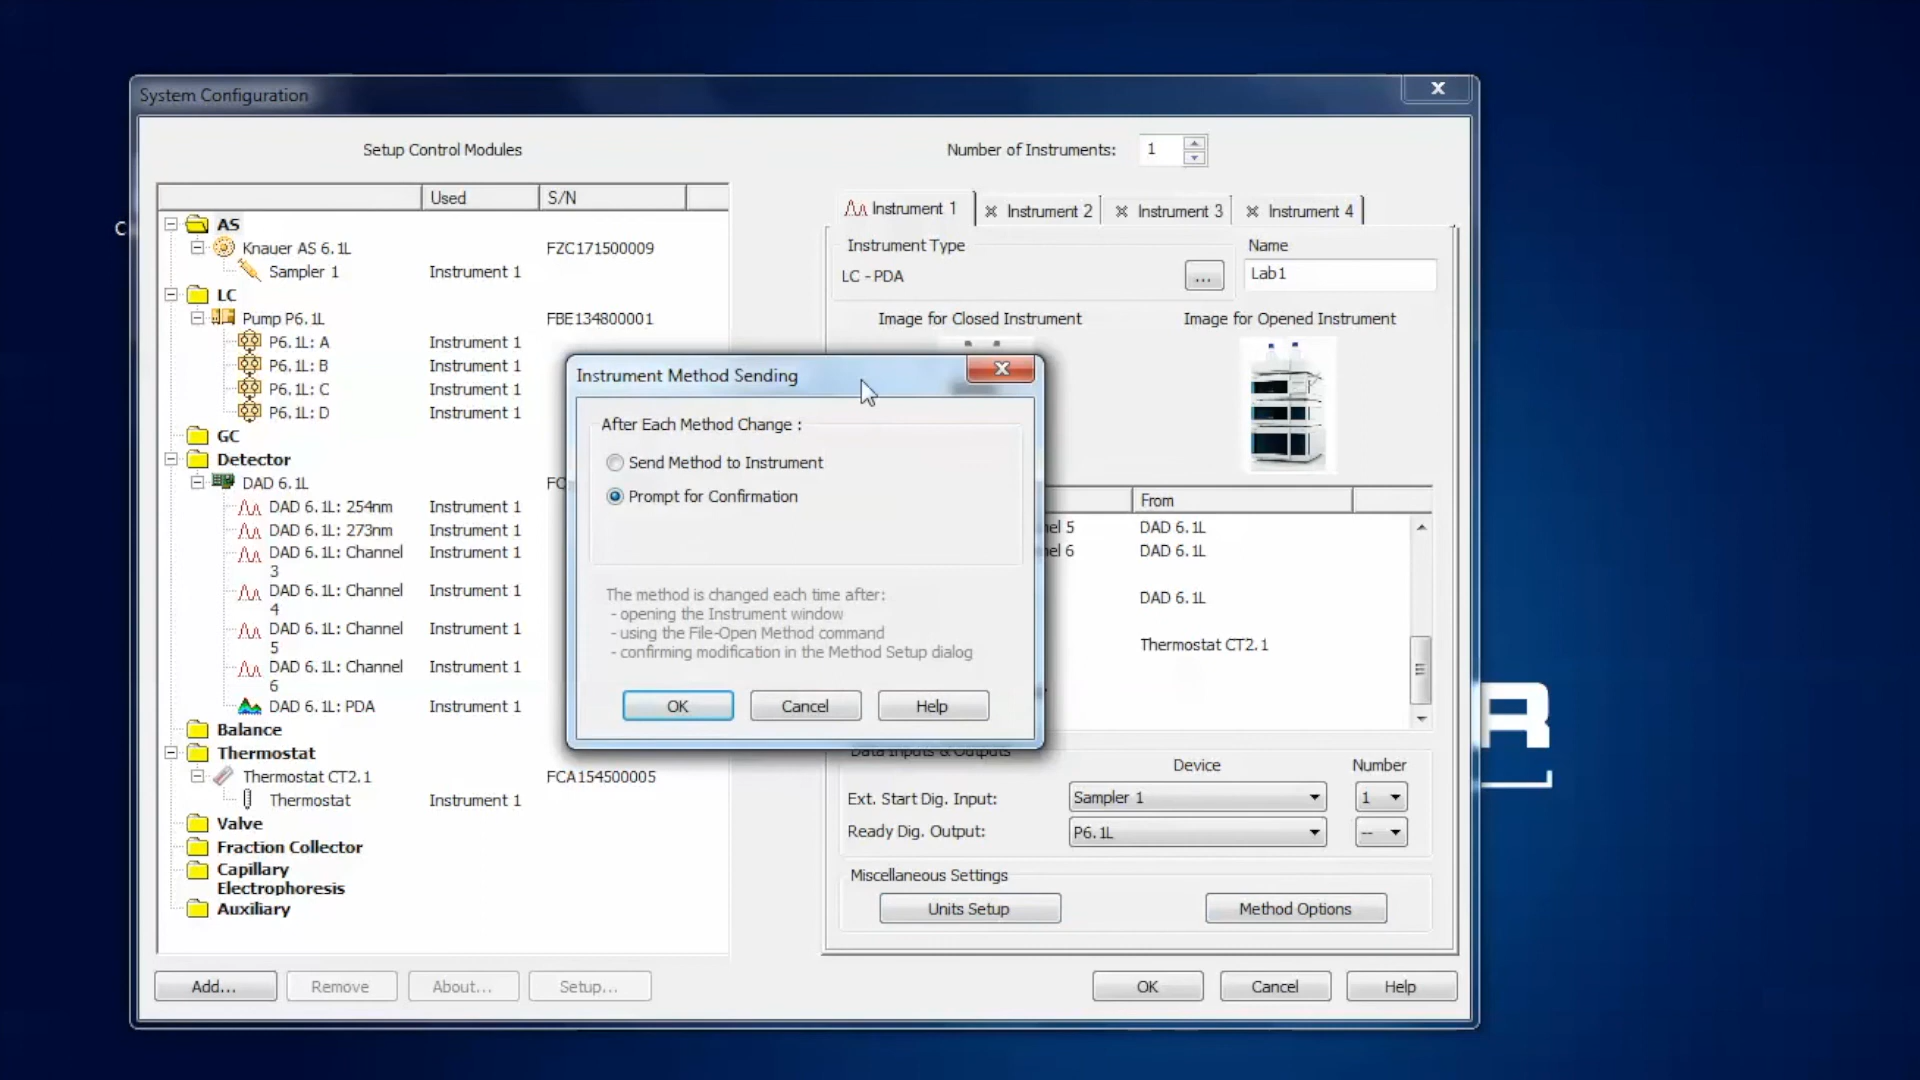 System Configuration
X
Setup Control Modules
Number of Instruments: 1
Used S/N
AS
Knauer AS 6.1L FZC171500009
Sampler 1 Instrument 1
LC
Pump P6.1L FBE134800001
P6.1L: A Instrument 1
P6.1L: B Instrument 1
P6.1L: C Instrument 1
P6.1L: D Instrument 1
GC
Detector
DAD 6.1L
DAD 6.1L: 254nm Instrument 1
DAD 6.1L: 273nm Instrument 1
DAD 6.1L: Channel 3 Instrument 1
DAD 6.1L: Channel 4 Instrument 1
DAD 6.1L: Channel 5 Instrument 1
DAD 6.1L: Channel 6 Instrument 1
DAD 6.1L: PDA Instrument 1
Balance
Thermostat
Thermostat CT2.1 FCA154500005
Thermostat Instrument 1
Valve
Fraction Collector
Capillary
Electrophoresis
Auxiliary
Add...
Remove
About...
Setup...
Instrument 1
Instrument 2
Instrument 3
Instrument 4
Instrument Type
LC - PDA
...
Name
Lab1
Image for Closed Instrument
Image for Opened Instrument
Instrument Method Sending
After Each Method Change :
Send Method to Instrument
Prompt for Confirmation
The method is changed each time after:
- opening the Instrument window
- using the File-Open Method command
- confirming modification in the Method Setup dialog
OK
Cancel
Help
From
5 DAD 6.1L
6 DAD 6.1L
DAD 6.1L
Thermostat CT2.1
Data Inputs & Outputs
Device Number
Ext. Start Dig. Input: Sampler 1 1
Ready Dig. Output: P6.1L --
Miscellaneous Settings
Units Setup
Method Options
OK
Cancel
Help
R